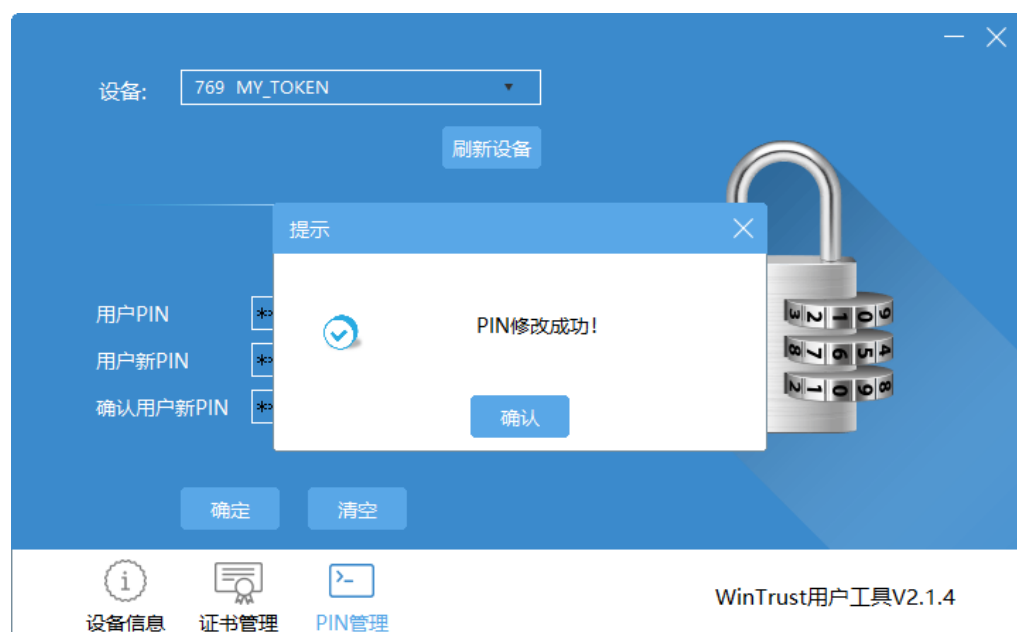 设备:
769 MY_TOKEN
刷新设备
提示
PIN修改成功!
确认
用户PIN
用户新PIN
确认用户新PIN
确定
清空
设备信息
证书管理
PIN管理
WinTrust用户工具V2.1.4